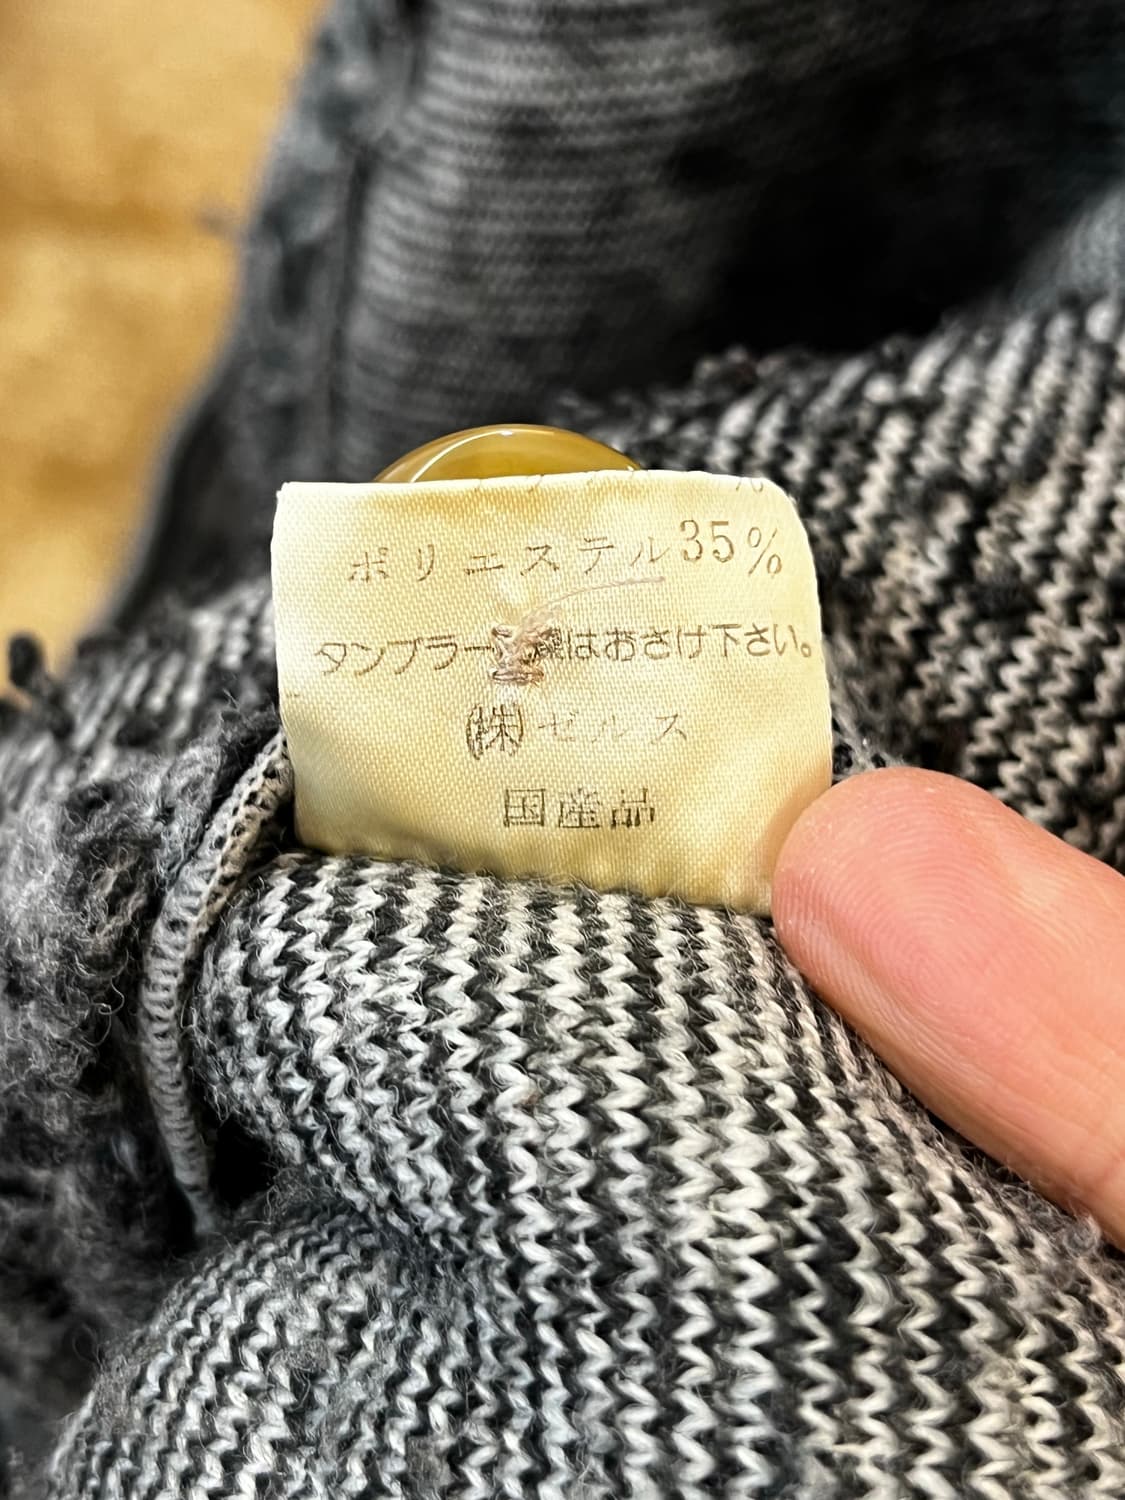 ポリエステル35%
タンブラー乾燥はおさけ下さい。
(株)ゼルス
国産品